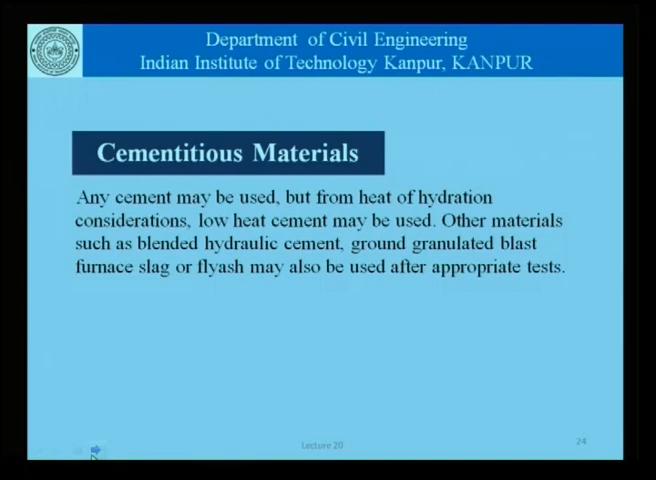 Department of Civil Engineering
Indian Institute of Technology Kanpur, KANPUR
Cementitious Materials
Any cement may be used, but from heat of hydration
considerations, low heat cement may be used. Other materials
such as blended hydraulic cement, ground granulated blast
furnace slag or flyash may also be used after appropriate tests.
Lecture 20
24